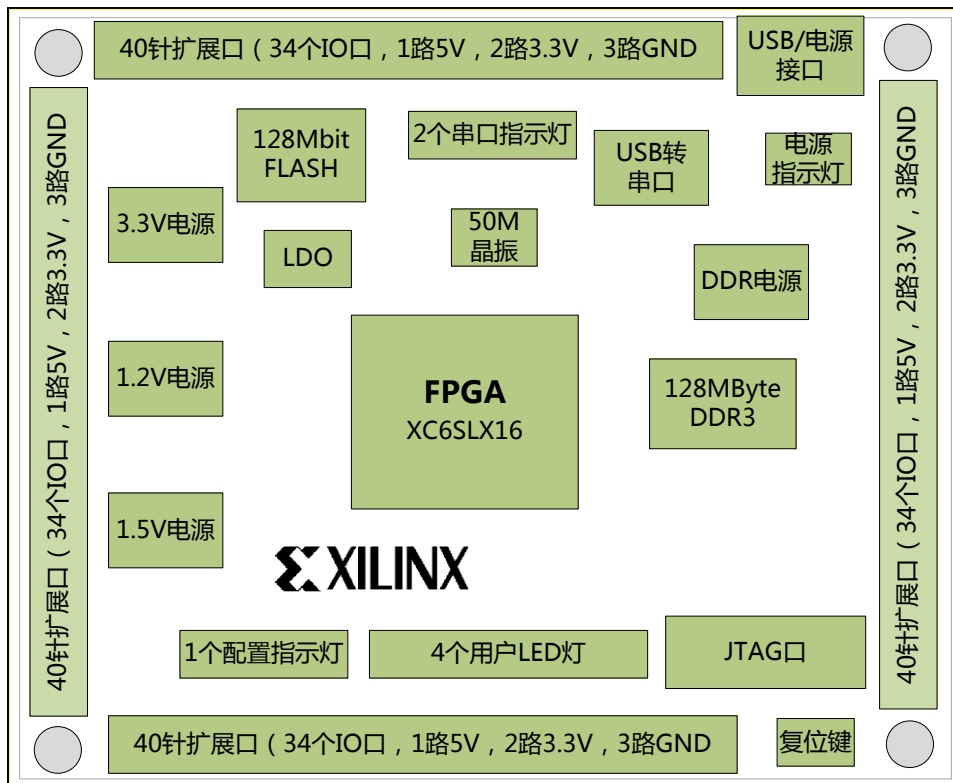 40针扩展口（34个IO口，1路5V，2路3.3V，3路GND
USB/电源
接口
40针扩展口（34个IO口，1路5V，2路3.3V，3路GND
128Mbit
FLASH
2个串口指示灯
USB转
串口
电源
指示灯
40针扩展口（34个IO口，1路5V，2路3.3V，3路GND
3.3V电源
LDO
50M
晶振
DDR电源
1.2V电源
FPGA
XC6SLX16
128MByte
DDR3
1.5V电源
XILINX
1个配置指示灯
4个用户LED灯
JTAG口
40针扩展口（34个IO口，1路5V，2路3.3V，3路GND
复位键